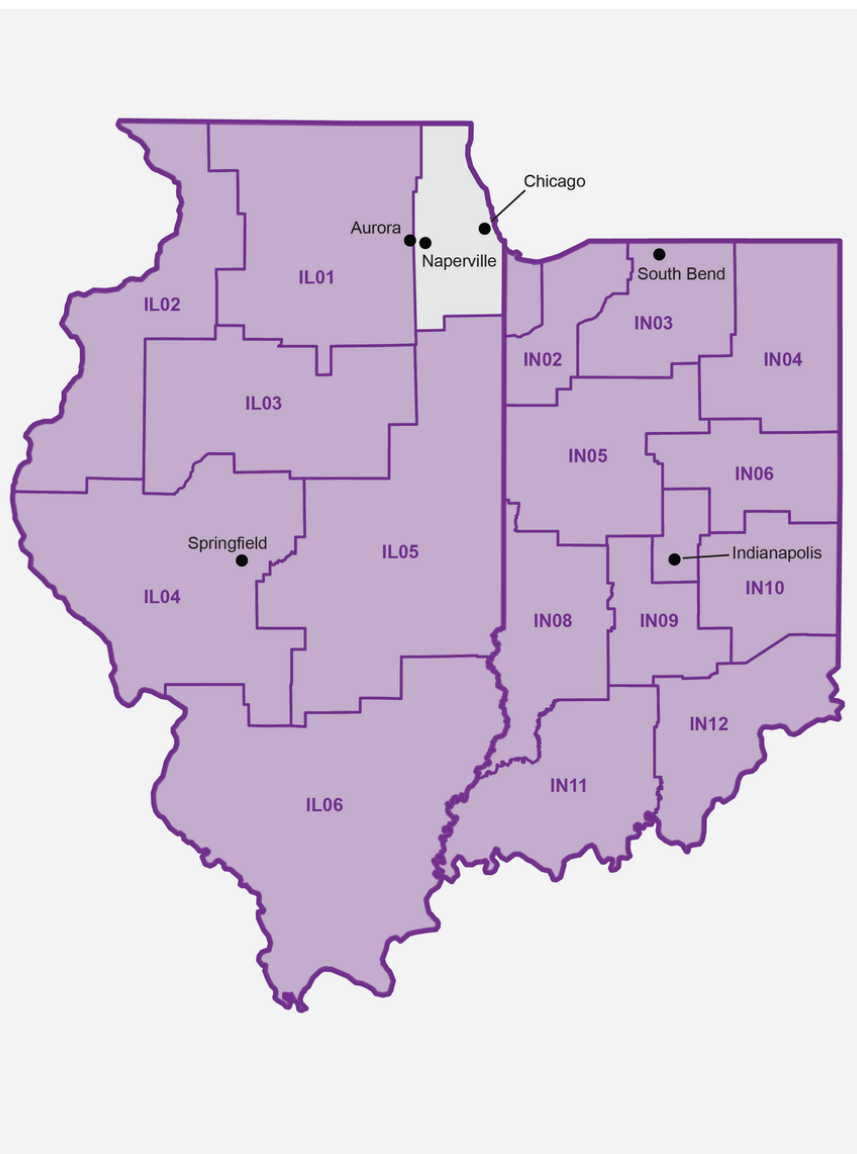 Chicago
Aurora
Naperville
South Bend
IL01
IL02
IN03
IN02
IN04
IL03
IN05
IN06
Springfield
IL05
Indianapolis
IL04
IN10
IN08
IN09
IN12
IN11
IL06